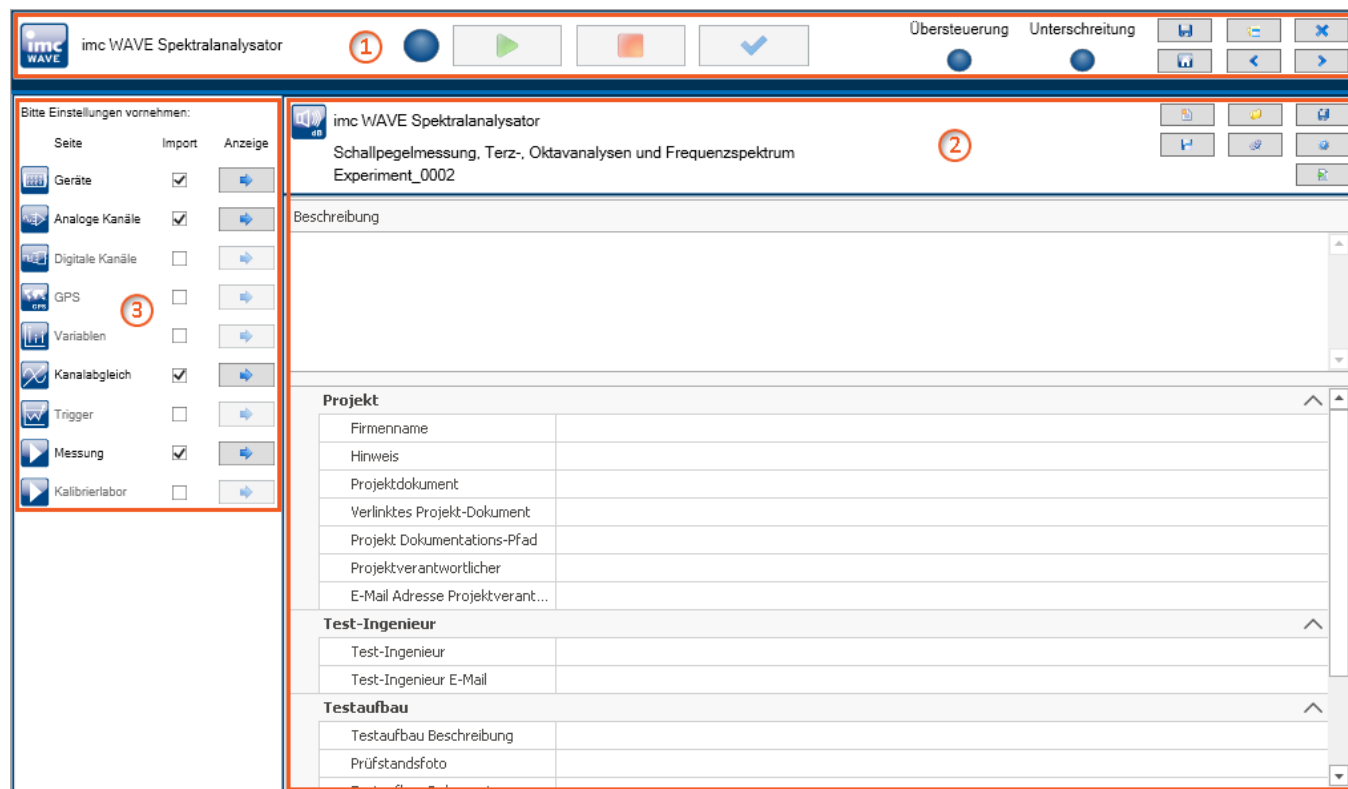 imc
WAVE
imc WAVE Spektralanalysator
1
Übersteuerung
Unterschreitung
Bitte Einstellungen vornehmen:
Seite Import Anzeige
Geräte
Analoge Kanäle
Digitale Kanäle
GPS
GPS
Variablen
Kanalabgleich
Trigger
Messung
Kalibrierlabor
3
dB
imc WAVE Spektralanalysator
Schallpegelmessung, Terz-, Oktavanalysen und Frequenzspektrum
Experiment_0002
2
Beschreibung
Projekt
Firmenname
Hinweis
Projektdokument
Verlinktes Projekt-Dokument
Projekt Dokumentations-Pfad
Projektverantwortlicher
E-Mail Adresse Projektverant...
Test-Ingenieur
Test-Ingenieur
Test-Ingenieur E-Mail
Testaufbau
Testaufbau Beschreibung
Prüfstandsfoto